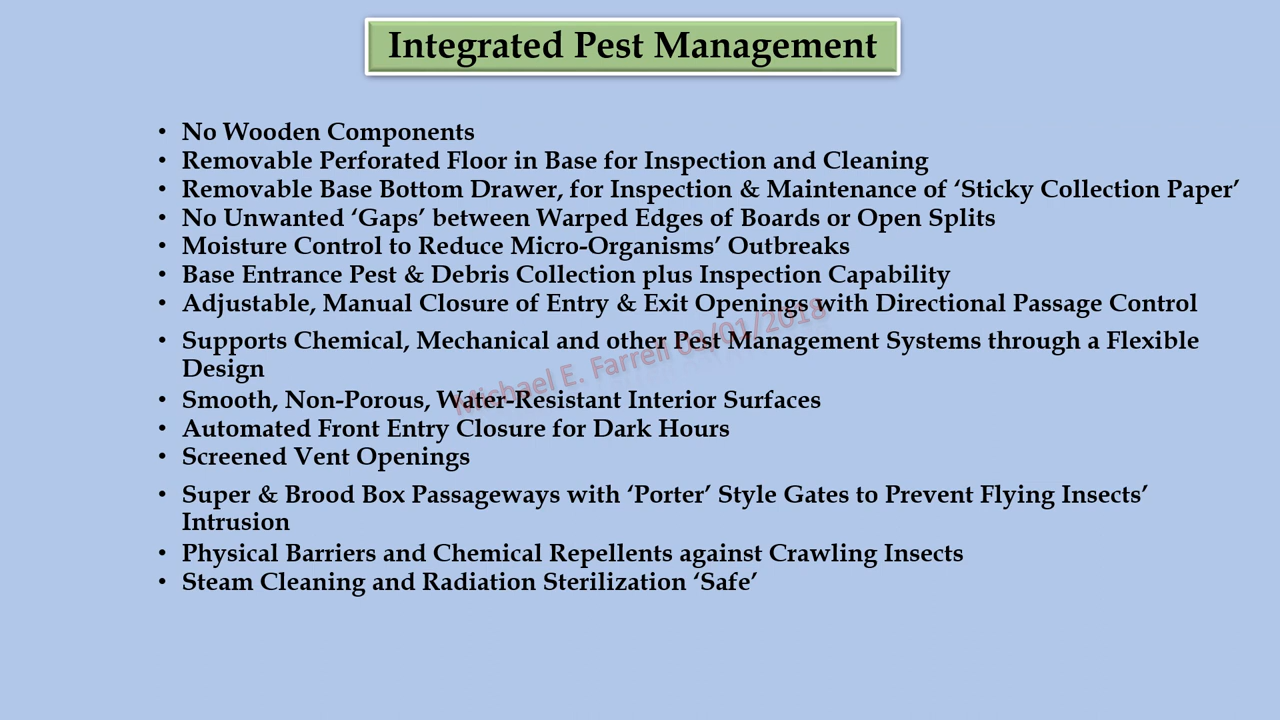 Integrated Pest Management
• No Wooden Components
• Removable Perforated Floor in Base for Inspection and Cleaning
• Removable Base Bottom Drawer, for Inspection & Maintenance of ‘Sticky Collection Paper’
• No Unwanted ‘Gaps’ between Warped Edges of Boards or Open Splits
• Moisture Control to Reduce Micro-Organisms’ Outbreaks
• Base Entrance Pest & Debris Collection plus Inspection Capability
• Adjustable, Manual Closure of Entry & Exit Openings with Directional Passage Control
• Supports Chemical, Mechanical and other Pest Management Systems through a Flexible
Design
• Smooth, Non-Porous, Water-Resistant Interior Surfaces
• Automated Front Entry Closure for Dark Hours
• Screened Vent Openings
• Super & Brood Box Passageways with ‘Porter’ Style Gates to Prevent Flying Insects’
Intrusion
• Physical Barriers and Chemical Repellents against Crawling Insects
• Steam Cleaning and Radiation Sterilization ‘Safe’
Michael E. Farren